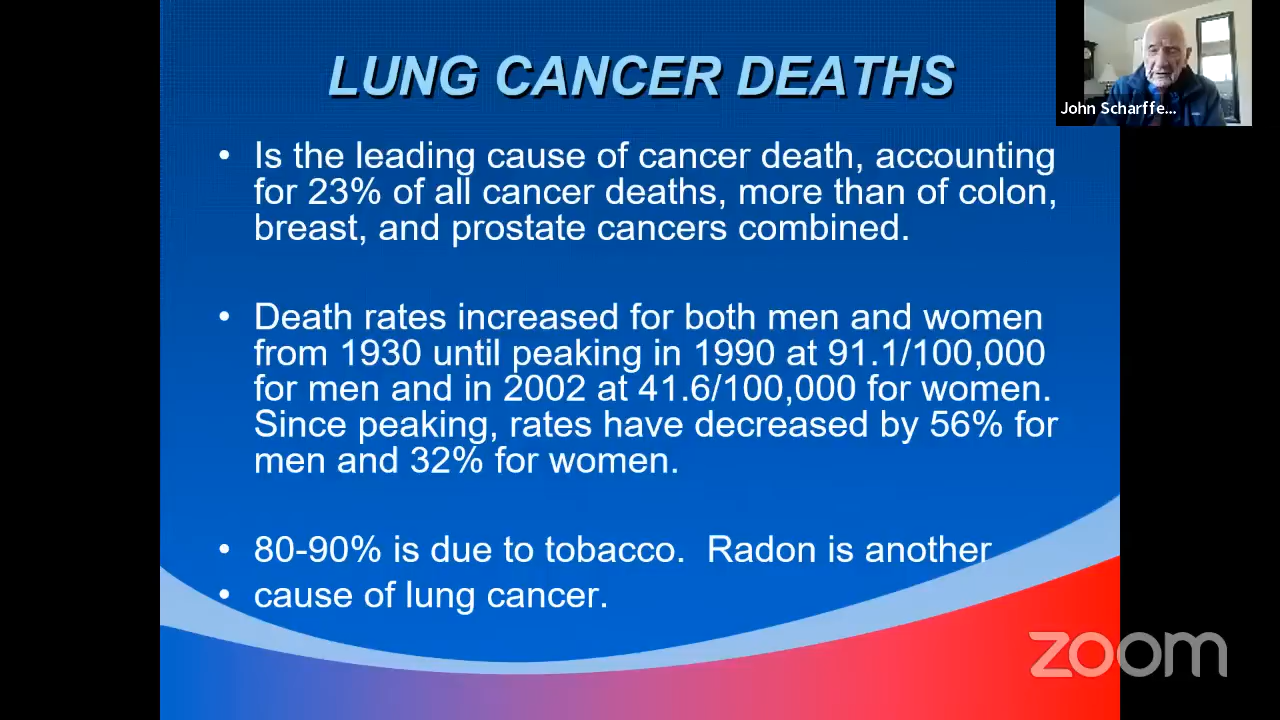 LUNG CANCER DEATHS
John Scharffe...
• Is the leading cause of cancer death, accounting
for 23% of all cancer deaths, more than of colon,
breast, and prostate cancers combined.
• Death rates increased for both men and women
from 1930 until peaking in 1990 at 91.1/100,000
for men and in 2002 at 41.6/100,000 for women.
Since peaking, rates have decreased by 56% for
men and 32% for women.
• 80-90% is due to tobacco.  Radon is another
• cause of lung cancer.
zoom